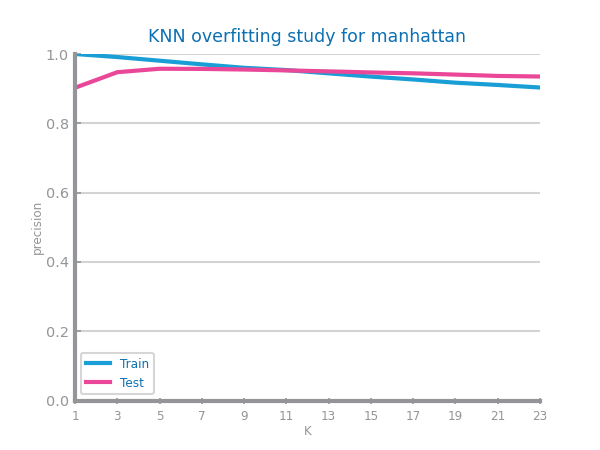 KNN overfitting study for manhattan
1.0
0.8
0.6
0.4
0.2
0.0
precision
Train
Test
1 3 5 7 9 11 13 15 17 19 21 23
K